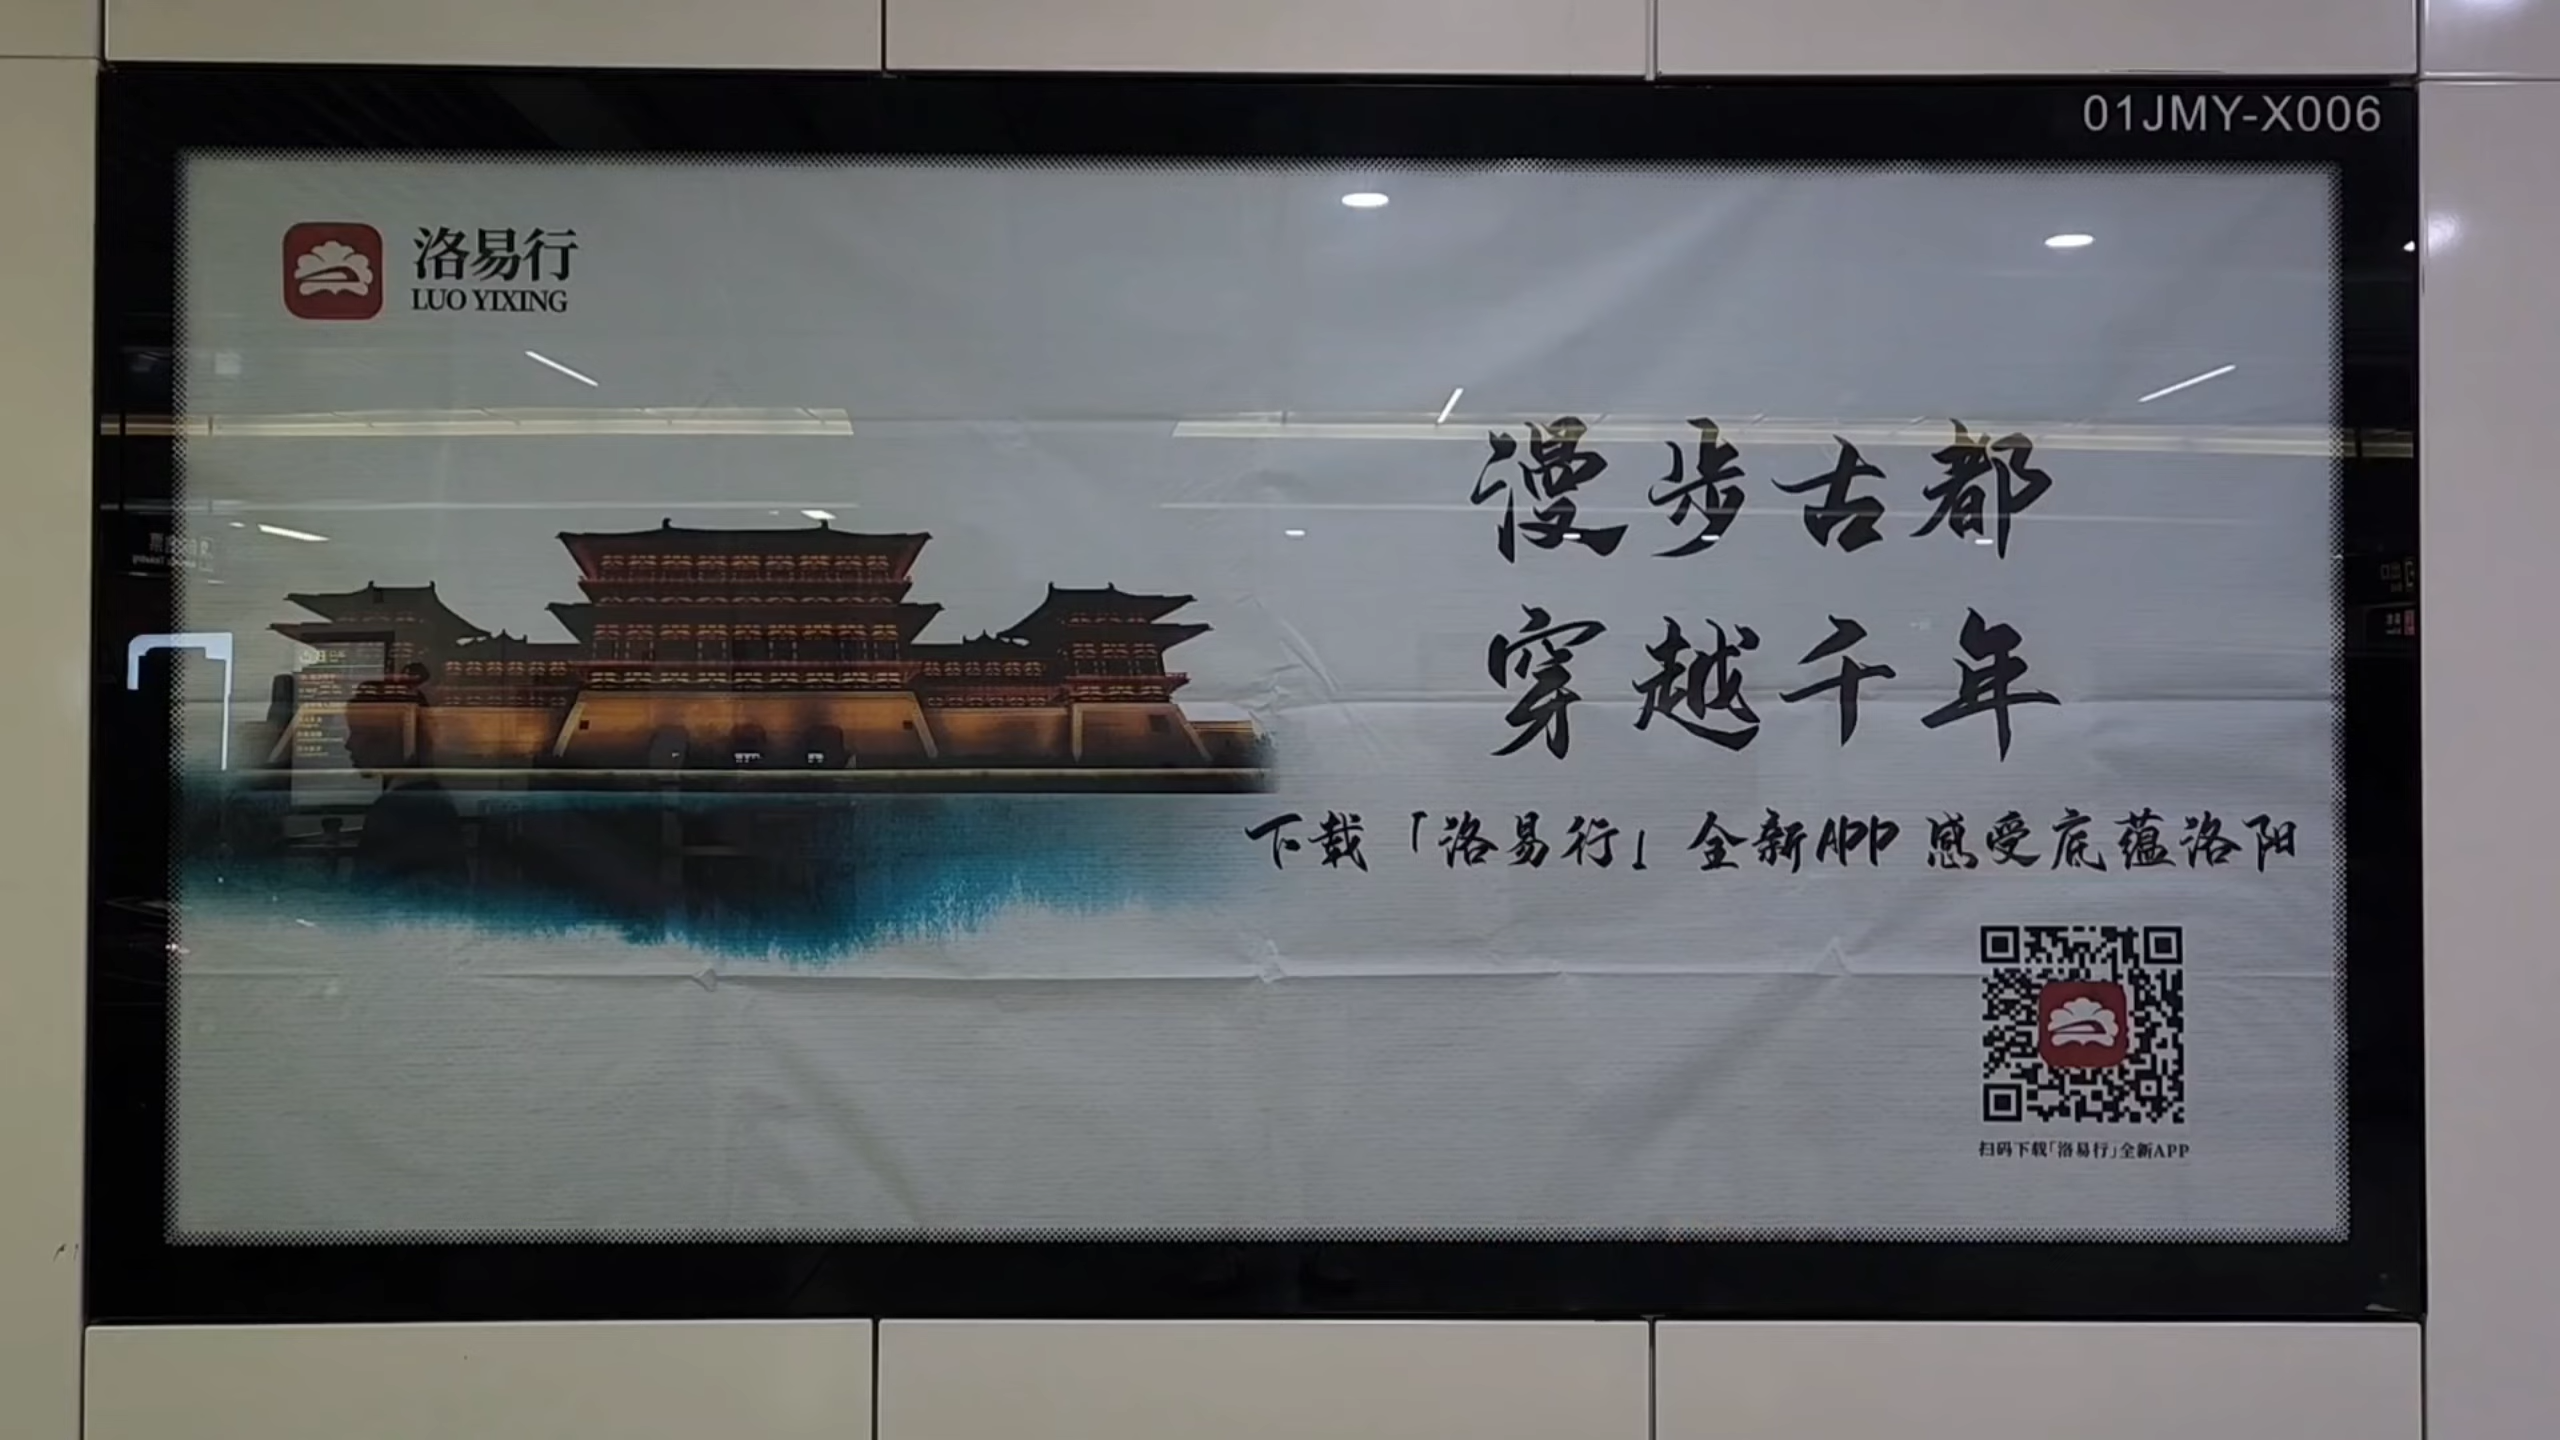 01JMY-X006
洛易行
LUO YIXING
漫步古都
穿越千年
下载「洛易行」全新APP 感受底蕴洛阳
扫码下载「洛易行」全新APP